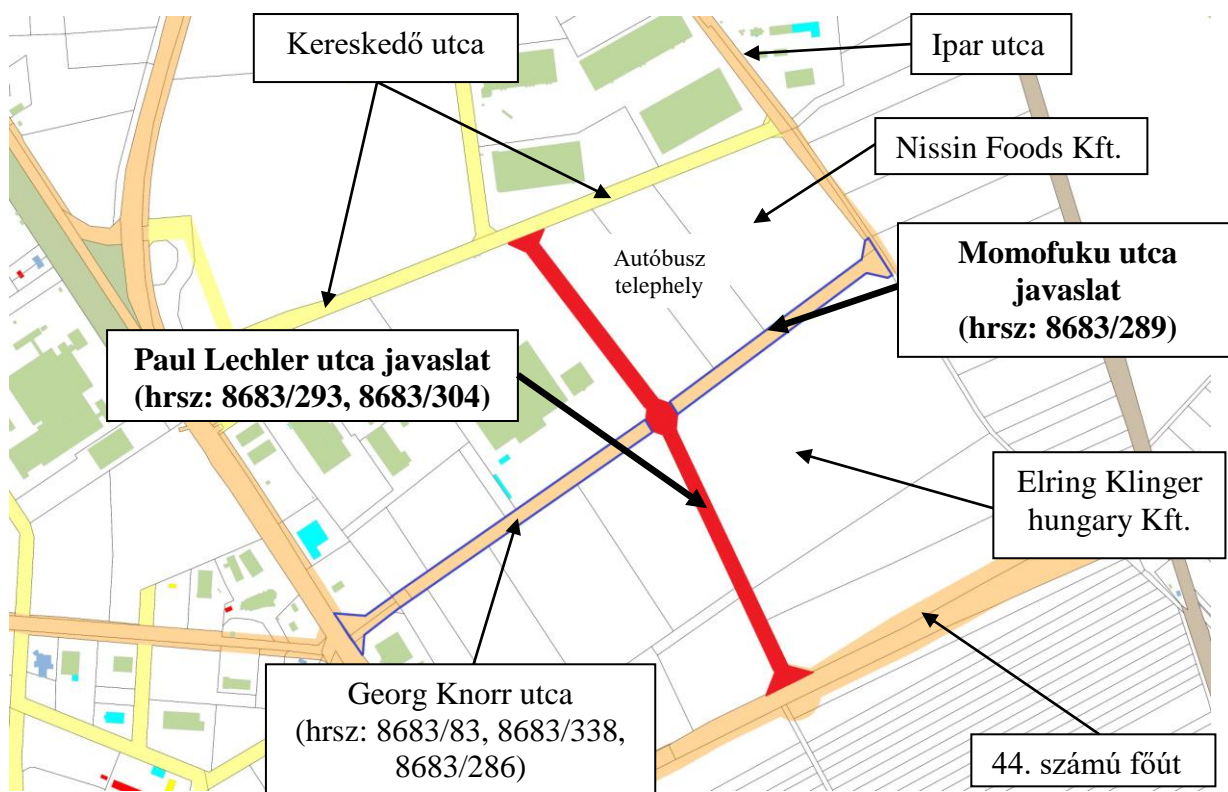 Kereskedő utca
Ipar utca
Nissin Foods Kft.
Autóbusz
telephely
Momofuku utca
javaslat
(hrsz: 8683/289)
Paul Lechler utca javaslat
(hrsz: 8683/293, 8683/304)
Elring Klinger
hungary Kft.
Georg Knorr utca
(hrsz: 8683/83, 8683/338,
8683/286)
44. számú főút